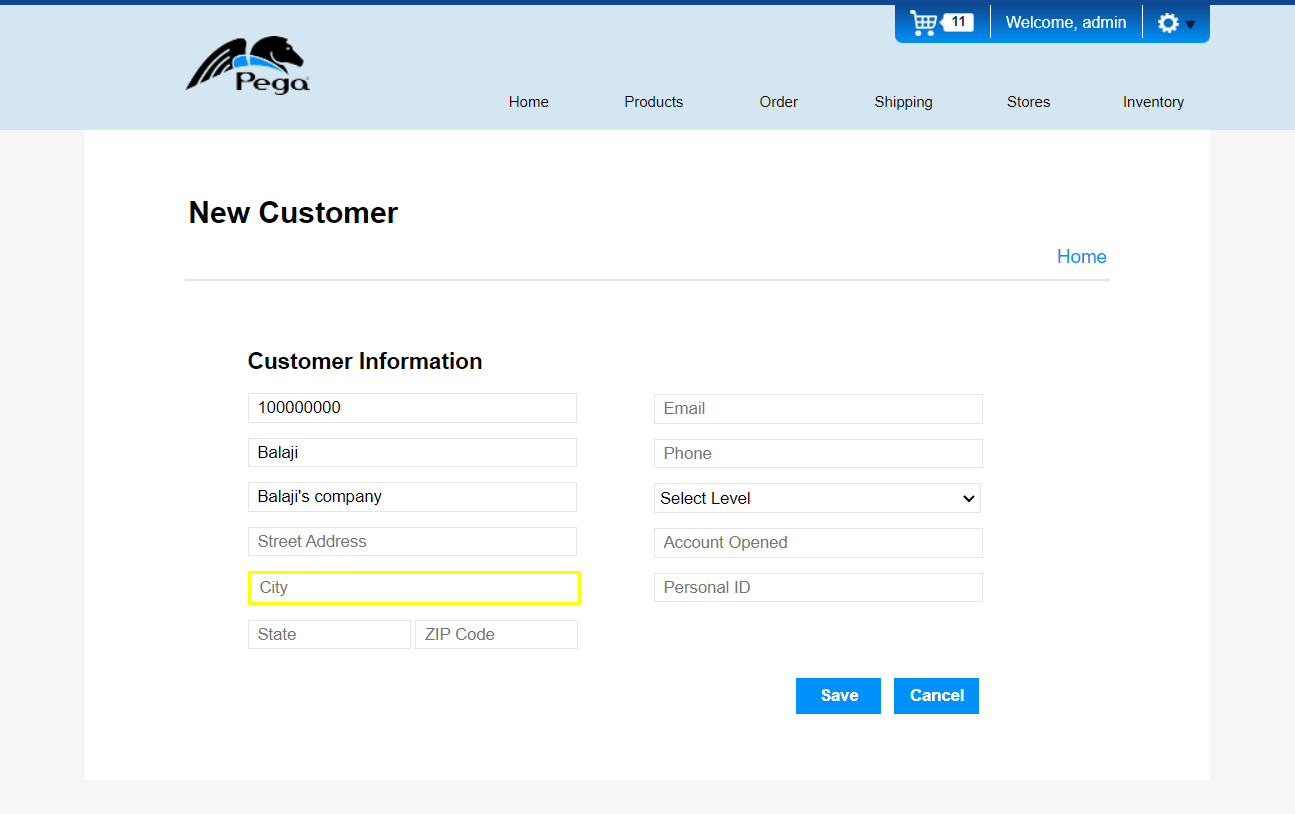 11 Welcome, admin
Pega
Home Products Order Shipping Stores Inventory
New Customer
Home
Customer Information
100000000
Balaji
Balaji's company
Street Address
City
State ZIP Code
Email
Phone
Select Level
Account Opened
Personal ID
Save Cancel